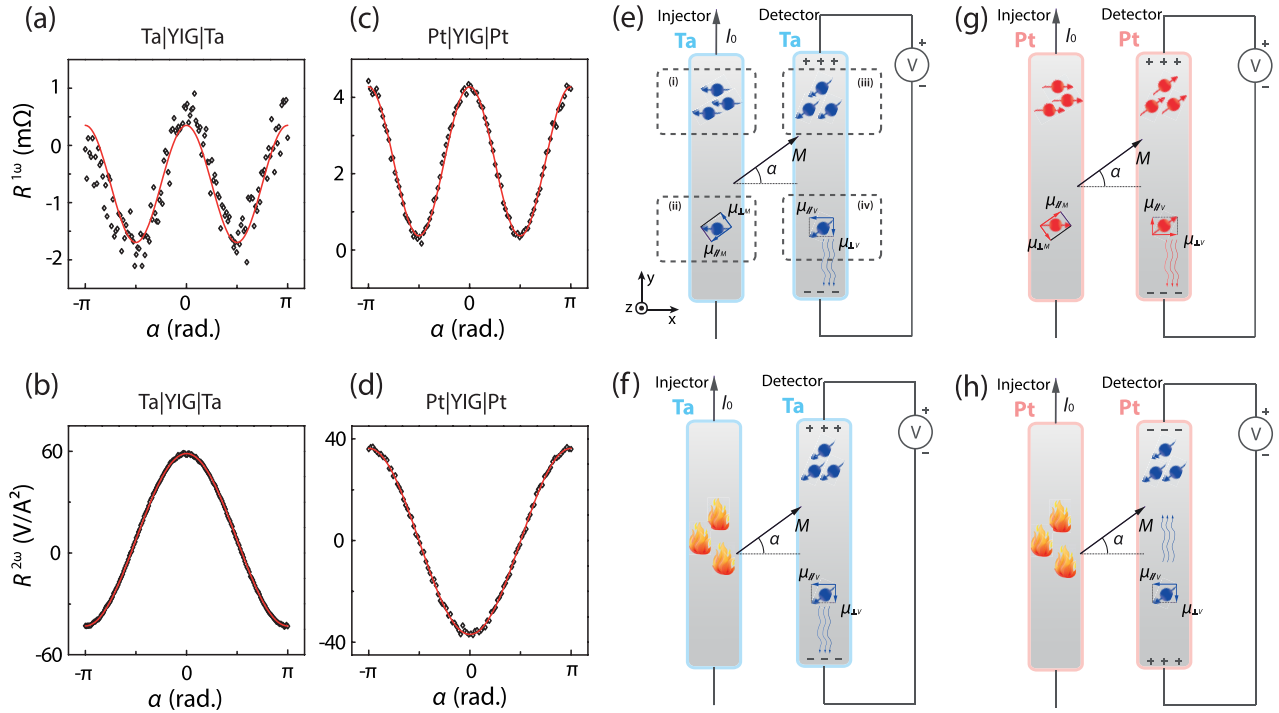 (a)
Ta|YIG|Ta
R 1ω (mΩ)
1
0
-1
-2
-π
0
π
α (rad.)
(c)
Pt|YIG|Pt
4
2
0
-π
0
π
α (rad.)
(e)
Injector
I0
Ta
Detector
Ta
+ + +
(i)
(iii)
M
α
(ii)
μ⊥M
μ//M
μ//V
(iv)
μ⊥V
y
z
x
− − −
+
V
−
(g)
Injector
I0
Pt
Detector
Pt
+ + +
M
α
μ//M
μ⊥M
μ//V
μ⊥V
− − −
+
V
−
(b)
Ta|YIG|Ta
R 2ω (V/A2)
60
0
-60
-π
0
π
α (rad.)
(d)
Pt|YIG|Pt
40
0
-40
-π
0
π
α (rad.)
(f)
Injector
I0
Ta
Detector
Ta
+ + +
M
α
μ//V
μ⊥V
− − −
+
V
−
(h)
Injector
I0
Pt
Detector
Pt
− − −
M
α
μ//V
μ⊥V
+ + +
+
V
−